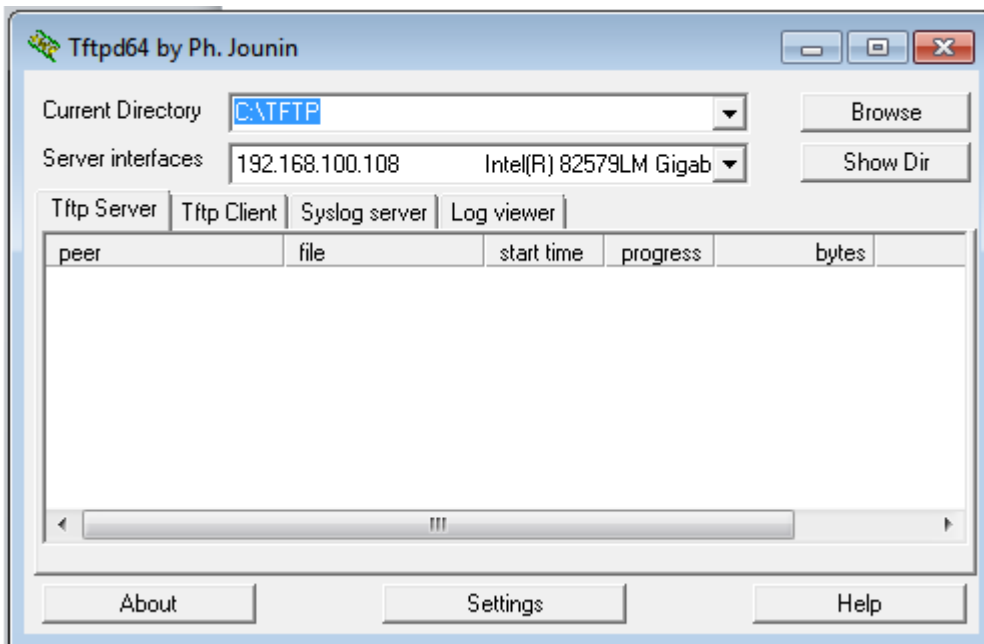 Tftpd64 by Ph. Jounin
Current Directory C:\TFTP Browse
Server interfaces 192.168.100.108 Intel(R) 82579LM Gigab Show Dir
Tftp Server Tftp Client Syslog server Log viewer
peer file start time progress bytes
About Settings Help